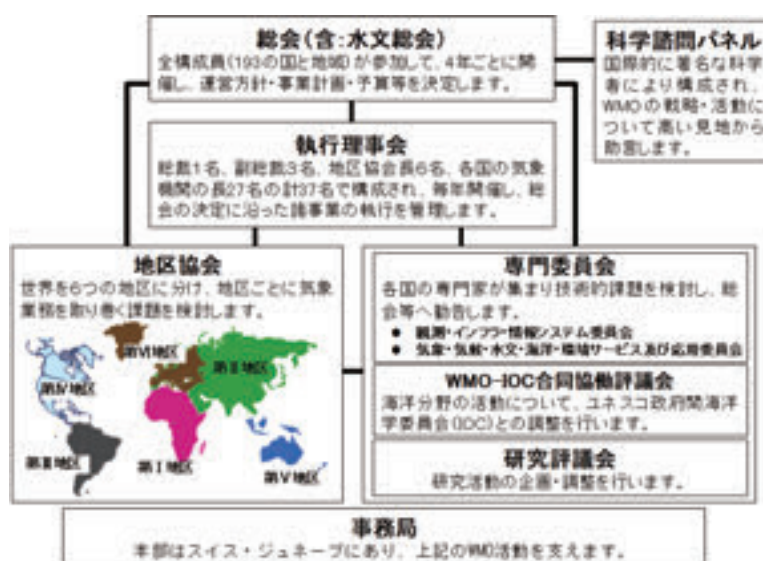 総会(含:水文総会)
全構成員(193の国と地域)が参加して、4年ごとに開
催し、運営方針・事業計画・予算等を決定します。
科学諮問パネル
国際的に著名な科学
者により構成され、
WMOの戦略・活動に
ついて高い見地から
助言します。
執行理事会
総裁1名、副総裁3名、地区協会長6名、各国の気象
機関の長27名の計37名で構成され、毎年開催し、総
会の決定に沿った諸事業の執行を管理します。
地区協会
世界を6つの地区に分け、地区ごとに気象
業務を取り巻く課題を検討します。
第Ⅵ地区
第Ⅱ地区
第Ⅳ地区
第Ⅲ地区
第Ⅰ地区
第Ⅴ地区
専門委員会
各国の専門家が集まり技術的課題を検討し、総
会等へ勧告します。
● 観測・インフラ・情報システム委員会
● 気象・気候・水文・海洋・環境サービス及び応用委員会
WMO-IOC合同協働評議会
海洋分野の活動について、ユネスコ政府間海洋
学委員会(IOC)との調整を行います。
研究評議会
研究活動の企画・調整を行います。
事務局
本部はスイス・ジュネーブにあり、上記のWMO活動を支えます。